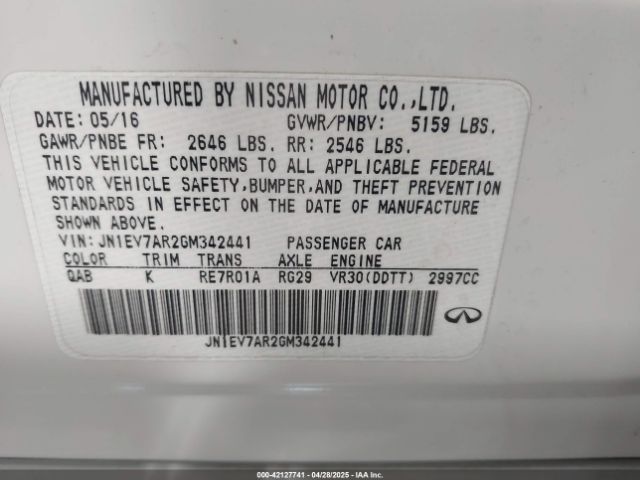 MANUFACTURED BY NISSAN MOTOR CO.,LTD.
DATE: 05/16 GVWR/PNBV: 5159 LBS.
GAWR/PNBE FR: 2646 LBS. RR: 2546 LBS.
THIS VEHICLE CONFORMS TO ALL APPLICABLE FEDERAL
MOTOR VEHICLE SAFETY,BUMPER,AND THEFT PREVENTION
STANDARDS IN EFFECT ON THE DATE OF MANUFACTURE
SHOWN ABOVE.
VIN: JN1EV7AR2GM342441 PASSENGER CAR
COLOR TRIM TRANS AXLE ENGINE
QAB K RE7R01A RG29 VR30(DDTT) 2997CC
JN1EV7AR2GM342441
000-42127741 - 04/28/2025 - IAAI, Inc.